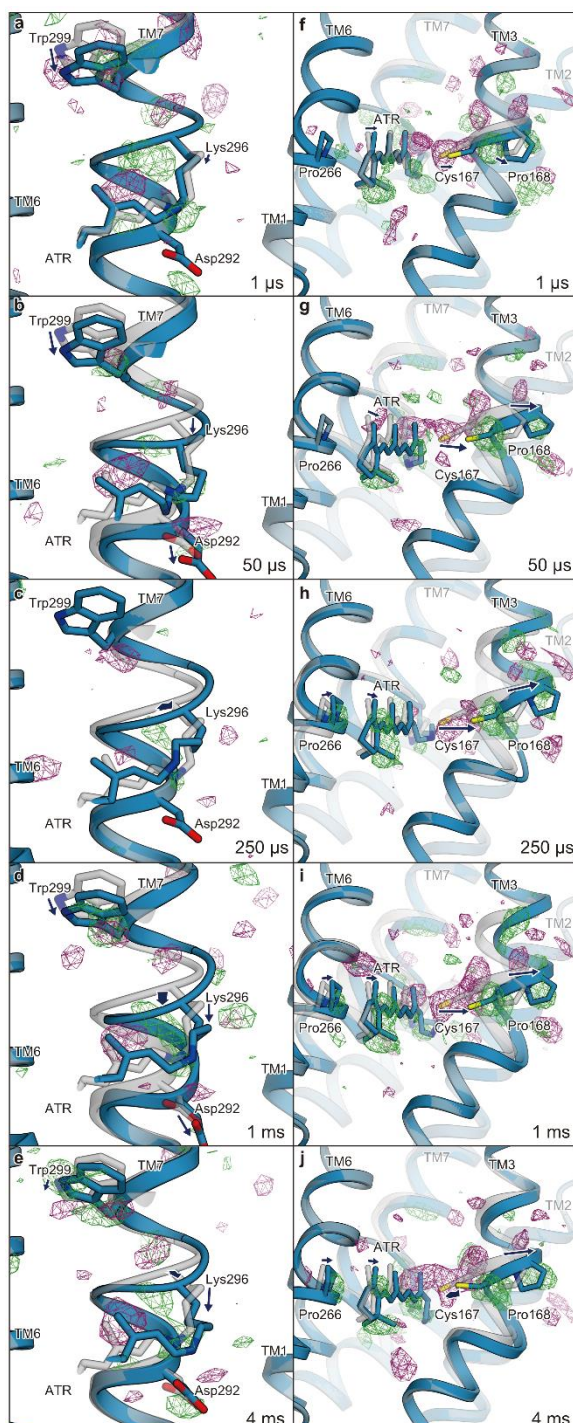 a
Trp299
TM7
Lys296
TM6
TM1
ATR
Asp292
1 µs
b
Trp299
TM7
Lys296
TM6
TM1
ATR
Asp292
50 µs
c
Trp299
TM7
Lys296
TM6
TM1
ATR
Asp292
250 µs
d
Trp299
TM7
Lys296
TM6
TM1
ATR
Asp292
1 ms
e
Trp299
TM7
Lys296
TM6
TM1
ATR
Asp292
4 ms
f
TM6
TM7
TM3
TM2
ATR
Pro266
Cys167
Pro168
1 µs
g
TM6
TM7
TM3
TM2
ATR
Pro266
Cys167
Pro168
50 µs
h
TM6
TM7
TM3
TM2
ATR
Pro266
Cys167
Pro168
250 µs
i
TM6
TM7
TM3
TM2
ATR
Pro266
Cys167
Pro168
1 ms
j
TM6
TM7
TM3
TM2
ATR
Pro266
Cys167
Pro168
4 ms